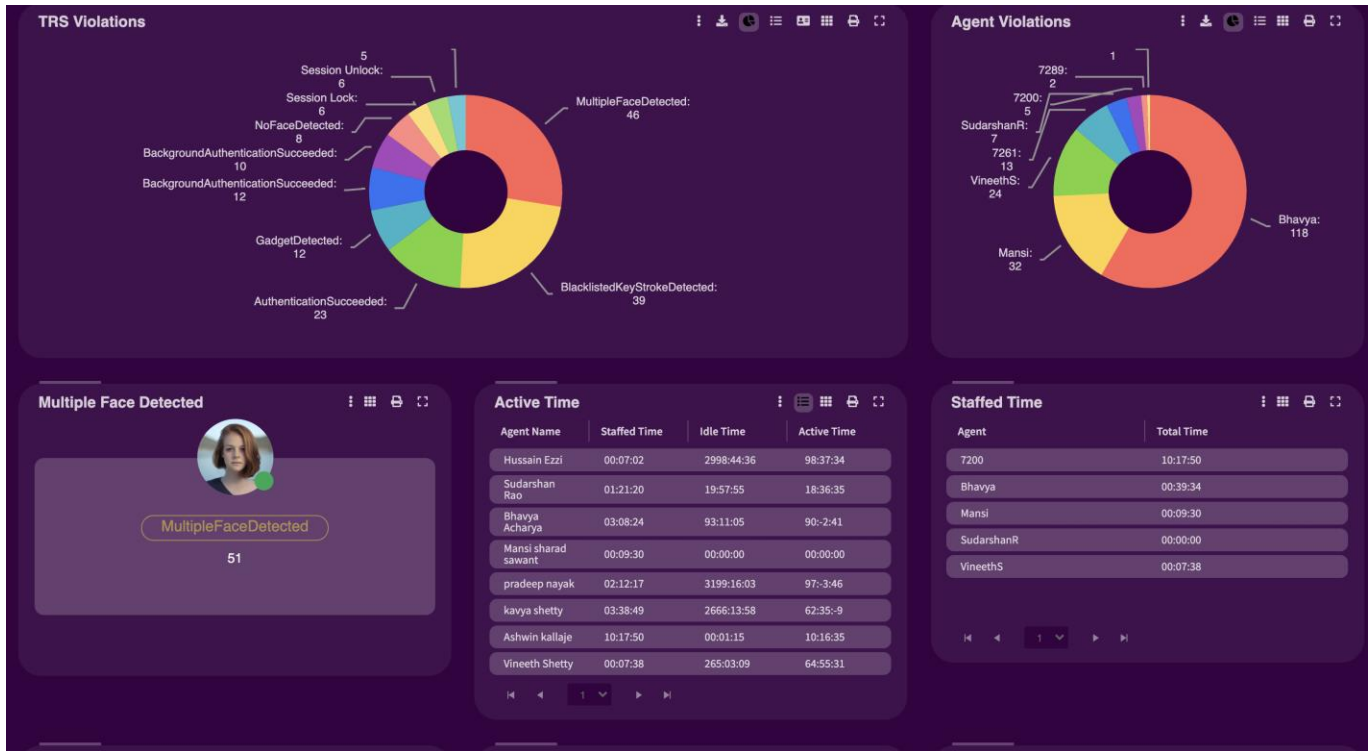 TRS Violations
5
Session Unlock:
6
Session Lock:
6
NoFaceDetected:
8
BackgroundAuthenticationSucceeded:
10
BackgroundAuthenticationSucceeded:
12
GadgetDetected:
12
AuthenticationSucceeded:
23
MultipleFaceDetected:
46
BlacklistedKeyStrokeDetected:
39
Agent Violations
1
7289:
2
7200:
5
SudarshanR:
7
7261:
13
VineethS:
24
Mansi:
32
Bhavya:
118
Multiple Face Detected
MultipleFaceDetected
51
Active Time
Agent Name Staffed Time Idle Time Active Time
Hussain Ezzi 00:07:02 2998:44:36 98:37:34
Sudarshan
Rao 01:21:20 19:57:55 18:36:35
Bhavya
Acharya 03:08:24 93:11:05 90:-2:41
Mansi sharad
sawant 00:09:30 00:00:00 00:00:00
pradeep nayak 02:12:17 3199:16:03 97:-3:46
kavya shetty 03:38:49 2666:13:58 62:35:-9
Ashwin kallaje 10:17:50 00:01:15 10:16:35
Vineeth Shetty 00:07:38 265:03:09 64:55:31
1
Staffed Time
Agent Total Time
7200 10:17:50
Bhavya 00:39:34
Mansi 00:09:30
SudarshanR 00:00:00
VineethS 00:07:38
1